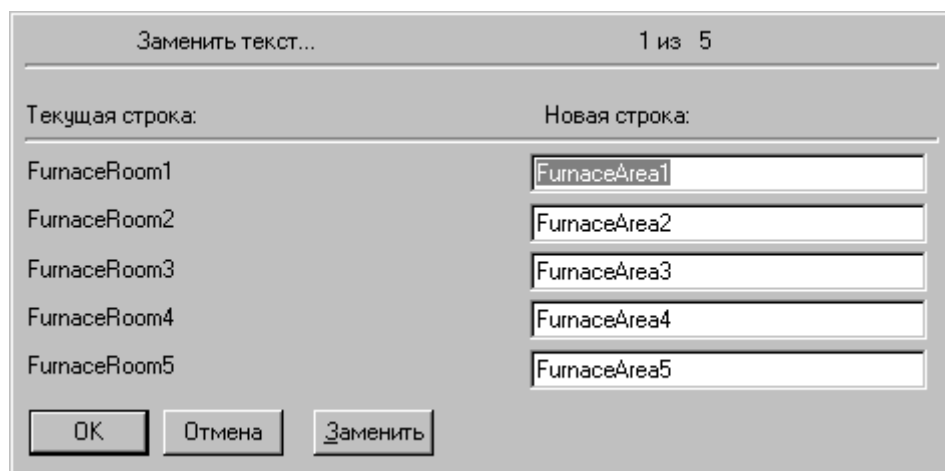 Заменить текст... 1 из 5
Текущая строка: Новая строка:
FurnaceRoom1 FurnaceArea1
FurnaceRoom2 FurnaceArea2
FurnaceRoom3 FurnaceArea3
FurnaceRoom4 FurnaceArea4
FurnaceRoom5 FurnaceArea5
OK Отмена Заменить